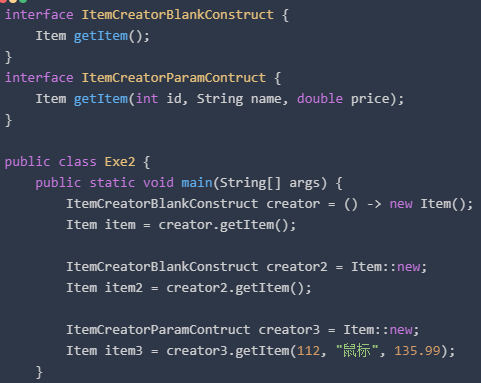 interface ItemCreatorBlankConstruct {
    Item getItem();
}
interface ItemCreatorParamContruct {
    Item getItem(int id, String name, double price);
}

public class Exe2 {
    public static void main(String[] args) {
        ItemCreatorBlankConstruct creator = () -> new Item();
        Item item = creator.getItem();

        ItemCreatorBlankConstruct creator2 = Item::new;
        Item item2 = creator2.getItem();

        ItemCreatorParamContruct creator3 = Item::new;
        Item item3 = creator3.getItem(112, "鼠标", 135.99);
    }